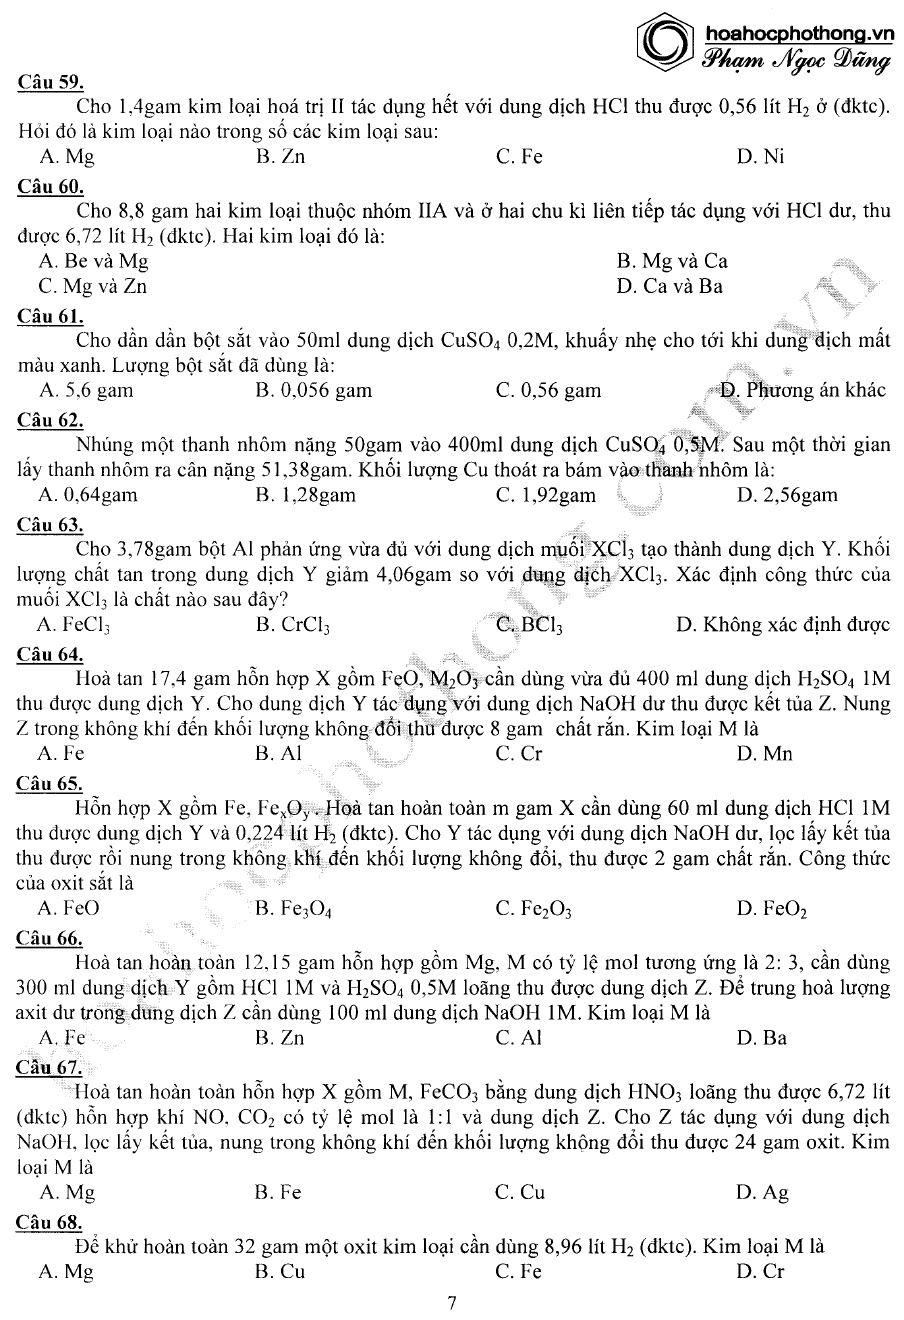 hoahocphothong.vn
Phạm Ngọc Dũng
Câu 59.
Cho 1,4gam kim loại hoá trị II tác dụng hết với dung dịch HCl thu được 0,56 lít H₂ ở (đktc).
Hỏi đó là kim loại nào trong số các kim loại sau:
A. Mg B. Zn C. Fe D. Ni
Câu 60.
Cho 8,8 gam hai kim loại thuộc nhóm IIA và ở hai chu kì liên tiếp tác dụng với HCl dư, thu
được 6,72 lít H₂ (đktc). Hai kim loại đó là:
A. Be và Mg B. Mg và Ca
C. Mg và Zn D. Ca và Ba
Câu 61.
Cho dần dần bột sắt vào 50ml dung dịch CuSO₄ 0,2M, khuấy nhẹ cho tới khi dung dịch mất
màu xanh. Lượng bột sắt đã dùng là:
A. 5,6 gam B. 0,056 gam C. 0,56 gam D. Phương án khác
Câu 62.
Nhúng một thanh nhôm nặng 50gam vào 400ml dung dịch CuSO₄ 0,5M. Sau một thời gian
lấy thanh nhôm ra cân nặng 51,38gam. Khối lượng Cu thoát ra bám vào thanh nhôm là:
A. 0,64gam B. 1,28gam C. 1,92gam D. 2,56gam
Câu 63.
Cho 3,78gam bột Al phản ứng vừa đủ với dung dịch muối XCl₃ tạo thành dung dịch Y. Khối
lượng chất tan trong dung dịch Y giảm 4,06gam so với dung dịch XCl₃. Xác định công thức của
muối XCl₃ là chất nào sau đây?
A. FeCl₃ B. CrCl₃ C. BCl₃ D. Không xác định được
Câu 64.
Hoà tan 17,4 gam hỗn hợp X gồm FeO, M₂O₃ cần dùng vừa đủ 400 ml dung dịch H₂SO₄ 1M
thu được dung dịch Y. Cho dung dịch Y tác dụng với dung dịch NaOH dư thu được kết tủa Z. Nung
Z trong không khí đến khối lượng không đổi thu được 8 gam chất rắn. Kim loại M là
A. Fe B. Al C. Cr D. Mn
Câu 65.
Hỗn hợp X gồm Fe, FeₓOᵧ. Hoà tan hoàn toàn m gam X cần dùng 60 ml dung dịch HCl 1M
thu được dung dịch Y và 0,224 lít H₂ (đktc). Cho Y tác dụng với dung dịch NaOH dư, lọc lấy kết tủa
thu được rồi nung trong không khí đến khối lượng không đổi, thu được 2 gam chất rắn. Công thức
của oxit sắt là
A. FeO B. Fe₃O₄ C. Fe₂O₃ D. FeO₂
Câu 66.
Hoà tan hoàn toàn 12,15 gam hỗn hợp gồm Mg, M có tỷ lệ mol tương ứng là 2: 3, cần dùng
300 ml dung dịch Y gồm HCl 1M và H₂SO₄ 0,5M loãng thu được dung dịch Z. Để trung hoà lượng
axit dư trong dung dịch Z cần dùng 100 ml dung dịch NaOH 1M. Kim loại M là
A. Fe B. Zn C. Al D. Ba
Câu 67.
Hoà tan hoàn toàn hỗn hợp X gồm M, FeCO₃ bằng dung dịch HNO₃ loãng thu được 6,72 lít
(đktc) hỗn hợp khí NO, CO₂ có tỷ lệ mol là 1:1 và dung dịch Z. Cho Z tác dụng với dung dịch
NaOH, lọc lấy kết tủa, nung trong không khí đến khối lượng không đổi thu được 24 gam oxit. Kim
loại M là
A. Mg B. Fe C. Cu D. Ag
Câu 68.
Để khử hoàn toàn 32 gam một oxit kim loại cần dùng 8,96 lít H₂ (đktc). Kim loại M là
A. Mg B. Cu C. Fe D. Cr
7
hoahocphothong.com.vn